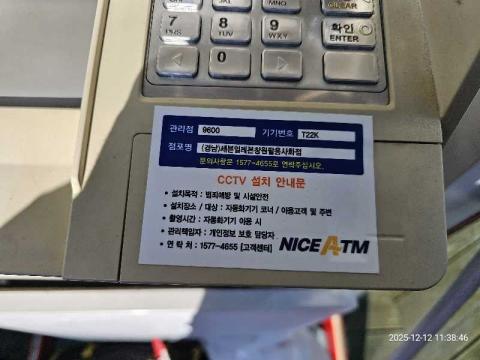 CLEAR
7 PRS
8 TUV
9 WXY
확인 ENTER
0
관리점 9600 기기번호 T22K
점포명 (경남)세븐일레븐창원팔용사화점
문의사항은 1577-4655로 연락주십시오.
CCTV 설치 안내문
• 설치목적 : 범죄예방 및 시설안전
• 설치장소 / 대상 : 자동화기기 코너 / 이용고객 및 주변
• 촬영시간 : 자동화기기 이용 시
• 관리책임자 : 개인정보 보호 담당자
• 연 락 처 : 1577-4655 [고객센터]
NICE ATM
2025-12-12 11:38:46